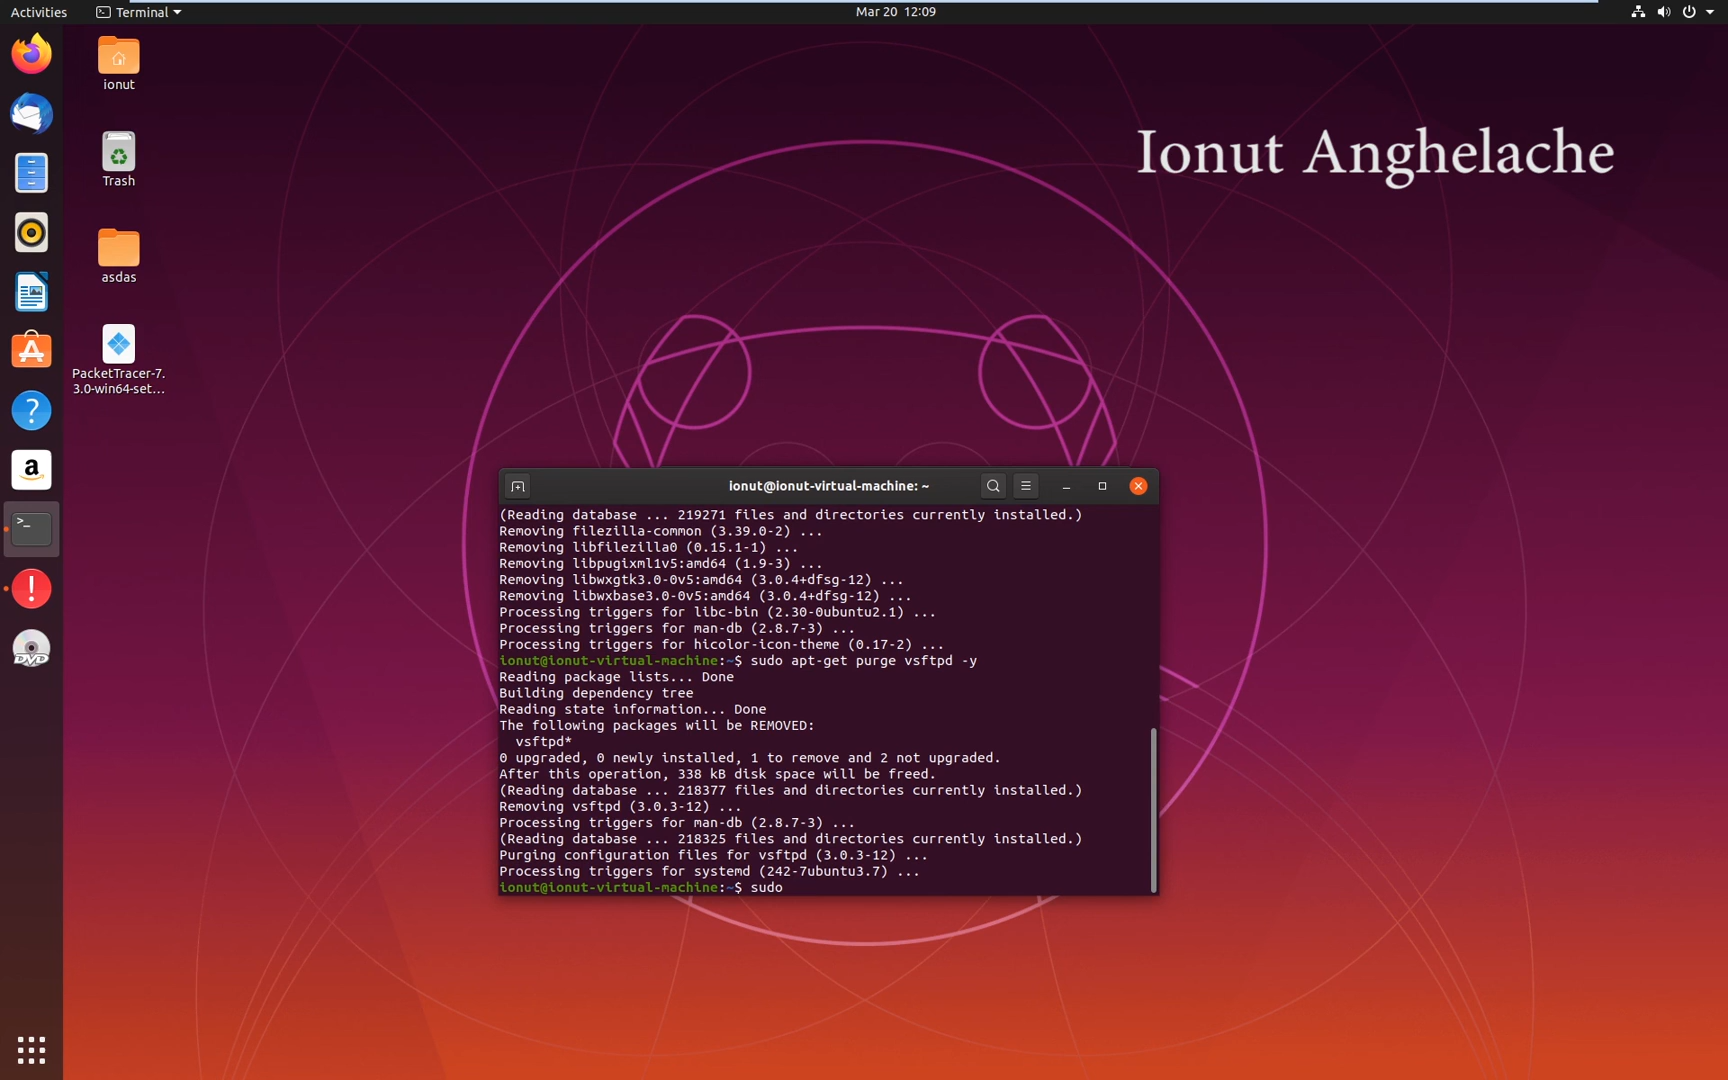 Activities
Terminal
Mar 20 12:09
ionut
Trash
asdas
PacketTracer-7.
3.0-win64-set...
Ionut Anghelache
ionut@ionut-virtual-machine: ~
(Reading database ... 219271 files and directories currently installed.)
Removing filezilla-common (3.39.0-2) ...
Removing libfilezilla0 (0.15.1-1) ...
Removing libpugixml1v5:amd64 (1.9-3) ...
Removing libwxgtk3.0-0v5:amd64 (3.0.4+dfsg-12) ...
Removing libwxbase3.0-0v5:amd64 (3.0.4+dfsg-12) ...
Processing triggers for libc-bin (2.30-0ubuntu2.1) ...
Processing triggers for man-db (2.8.7-3) ...
Processing triggers for hicolor-icon-theme (0.17-2) ...
ionut@ionut-virtual-machine:~$ sudo apt-get purge vsftpd -y
Reading package lists... Done
Building dependency tree
Reading state information... Done
The following packages will be REMOVED:
  vsftpd*
0 upgraded, 0 newly installed, 1 to remove and 2 not upgraded.
After this operation, 338 kB disk space will be freed.
(Reading database ... 218377 files and directories currently installed.)
Removing vsftpd (3.0.3-12) ...
Processing triggers for man-db (2.8.7-3) ...
(Reading database ... 218325 files and directories currently installed.)
Purging configuration files for vsftpd (3.0.3-12) ...
Processing triggers for systemd (242-7ubuntu3.7) ...
ionut@ionut-virtual-machine:~$ sudo
DVD